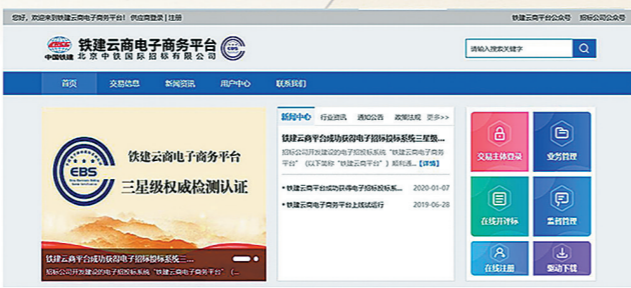 您好，欢迎来到铁建云商电子商务平台！ 供应商登录 | 注册
铁建云商平台公众号 招标公司公众号
中国铁建
铁建云商电子商务平台
北京中铁国际招标有限公司
EBS
请输入搜索关键字
首页 交易信息 新闻资讯 用户中心 联系我们
EBS
铁建云商电子商务平台
三星级权威检测认证
铁建云商平台成功获得电子招标投标系统三...
招标公司开发建设的电子招投标系统“铁建云商电子商务平台”（...
新闻中心 行业资讯 通知公告 政策法规 更多>>
铁建云商平台成功获得电子招标投标系统三星级...
招标公司开发建设的电子招投标系统“铁建云商电子商务
平台”（以下简称“铁建云商平台”）顺利通...【详情】
• 铁建云商平台成功获得电子招标投标系... 2020-01-07
• 铁建云商电子商务平台上线试运行 2019-06-28
交易主体登录
业务管理
在线开评标
监督管理
在线注册
驱动下载